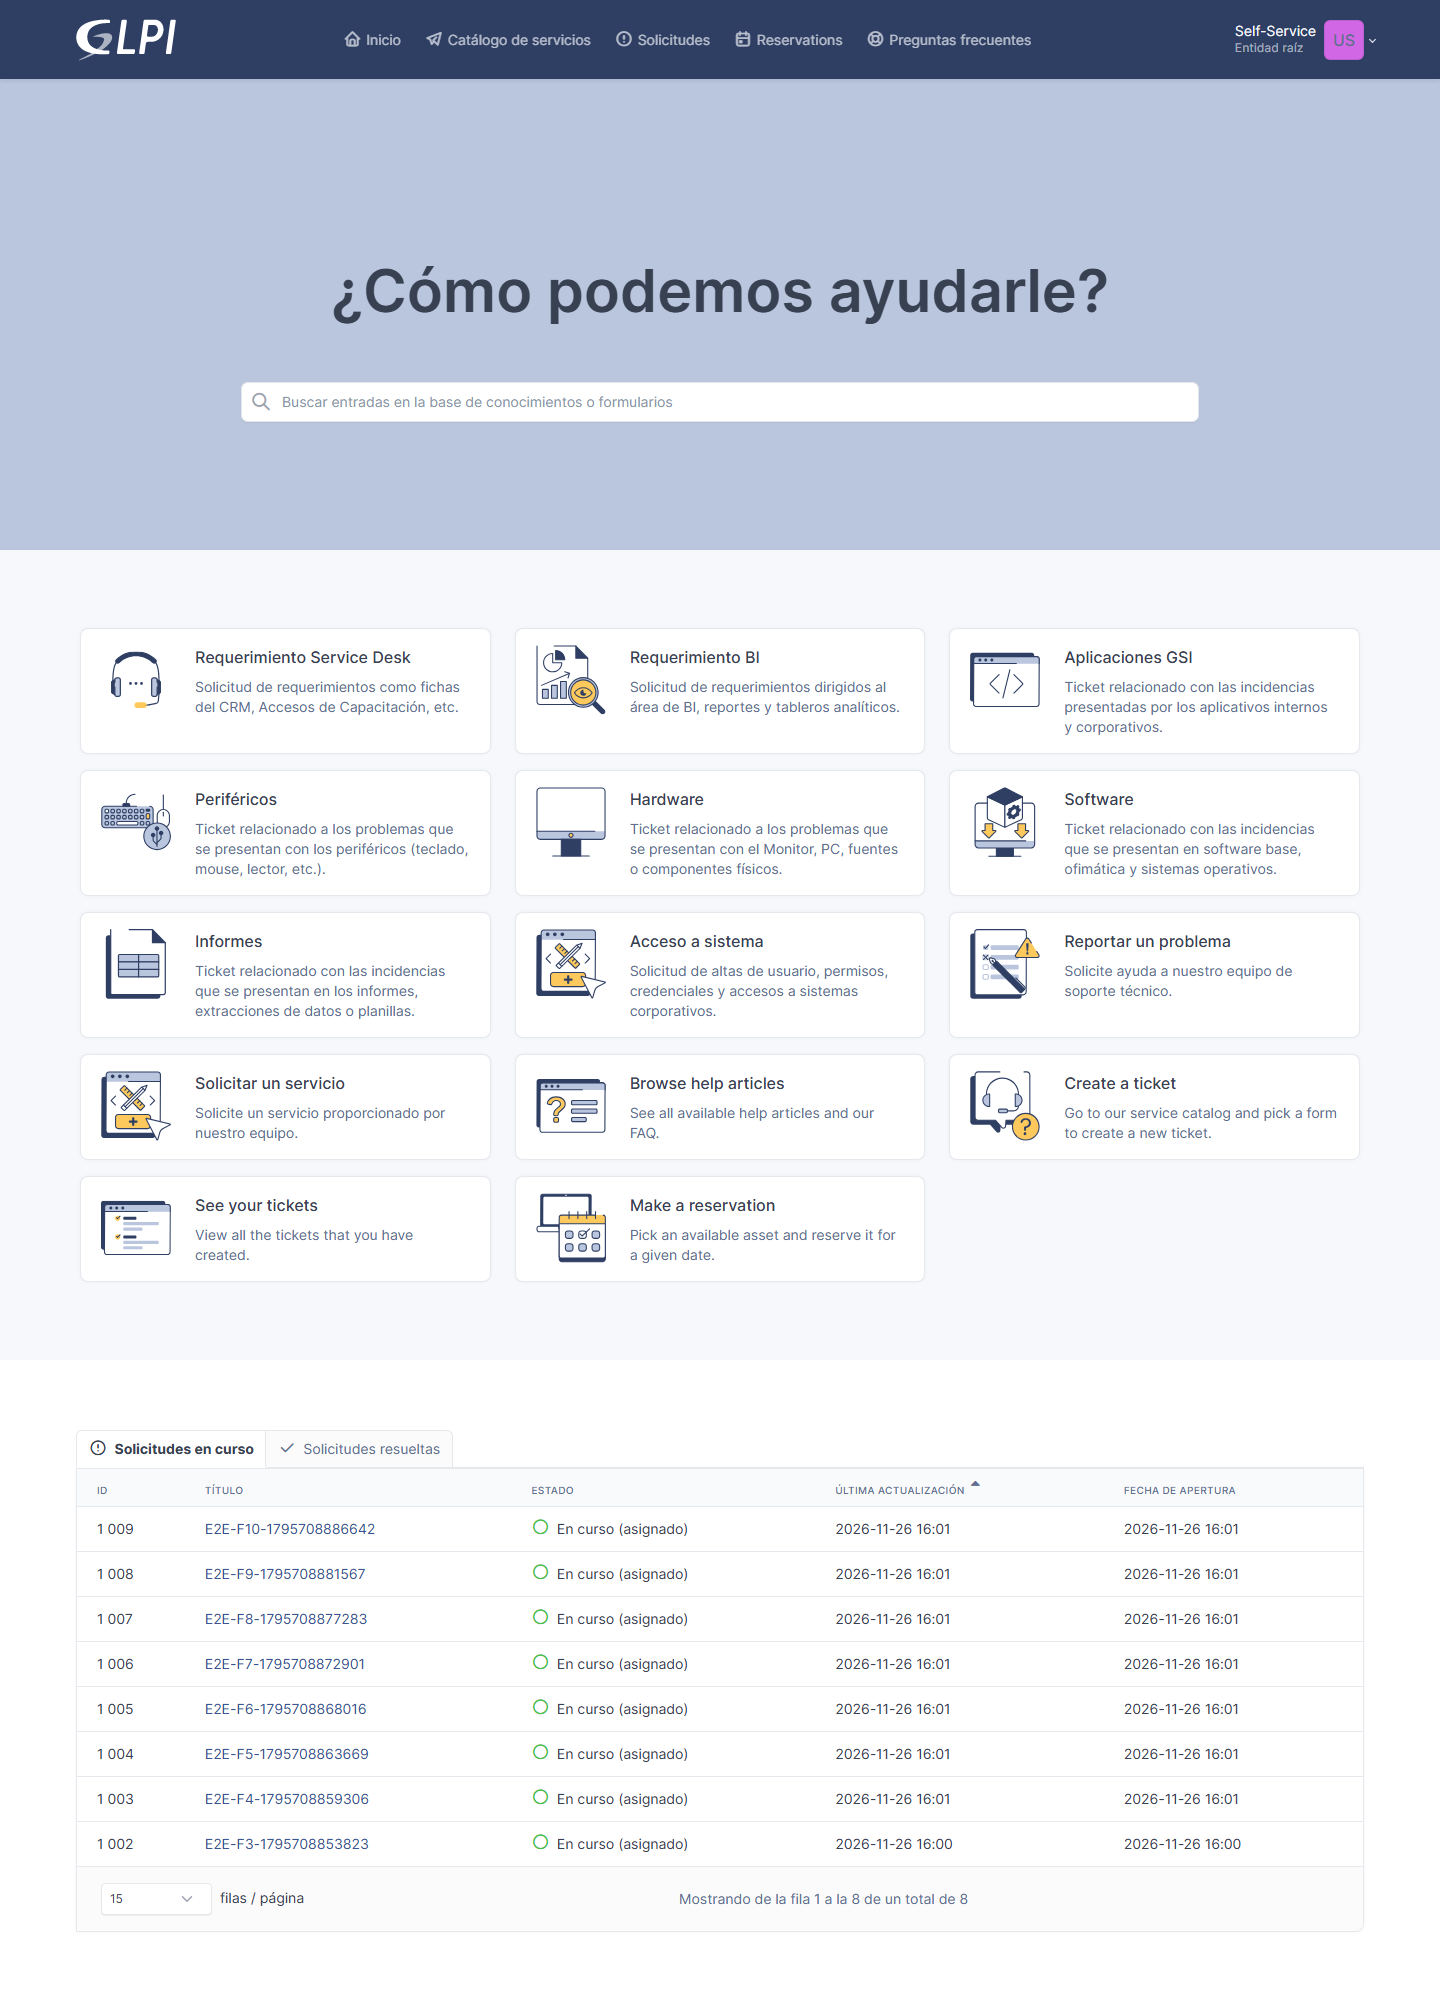 GLPI
Inicio
Catálogo de servicios
Solicitudes
Reservations
Preguntas frecuentes
Self-Service
Entidad raíz
US
¿Cómo podemos ayudarle?
Buscar entradas en la base de conocimientos o formularios
Requerimiento Service Desk
Solicitud de requerimientos como fichas
del CRM, Accesos de Capacitación, etc.
Requerimiento BI
Solicitud de requerimientos dirigidos al
área de BI, reportes y tableros analíticos.
Aplicaciones GSI
Ticket relacionado con las incidencias
presentadas por los aplicativos internos
y corporativos.
Periféricos
Ticket relacionado a los problemas que
se presentan con los periféricos (teclado,
mouse, lector, etc.).
Hardware
Ticket relacionado a los problemas que
se presentan con el Monitor, PC, fuentes
o componentes físicos.
Software
Ticket relacionado con las incidencias
que se presentan en software base,
ofimática y sistemas operativos.
Informes
Ticket relacionado con las incidencias
que se presentan en los informes,
extracciones de datos o planillas.
Acceso a sistema
Solicitud de altas de usuario, permisos,
credenciales y accesos a sistemas
corporativos.
Reportar un problema
Solicite ayuda a nuestro equipo de
soporte técnico.
Solicitar un servicio
Solicite un servicio proporcionado por
nuestro equipo.
Browse help articles
See all available help articles and our
FAQ.
Create a ticket
Go to our service catalog and pick a form
to create a new ticket.
See your tickets
View all the tickets that you have
created.
Make a reservation
Pick an available asset and reserve it for
a given date.
Solicitudes en curso
Solicitudes resueltas
ID TÍTULO ESTADO ÚLTIMA ACTUALIZACIÓN FECHA DE APERTURA
1 009 E2E-F10-1795708886642 En curso (asignado) 2026-11-26 16:01 2026-11-26 16:01
1 008 E2E-F9-1795708881567 En curso (asignado) 2026-11-26 16:01 2026-11-26 16:01
1 007 E2E-F8-1795708877283 En curso (asignado) 2026-11-26 16:01 2026-11-26 16:01
1 006 E2E-F7-1795708872901 En curso (asignado) 2026-11-26 16:01 2026-11-26 16:01
1 005 E2E-F6-1795708868016 En curso (asignado) 2026-11-26 16:01 2026-11-26 16:01
1 004 E2E-F5-1795708863669 En curso (asignado) 2026-11-26 16:01 2026-11-26 16:01
1 003 E2E-F4-1795708859306 En curso (asignado) 2026-11-26 16:01 2026-11-26 16:01
1 002 E2E-F3-1795708853823 En curso (asignado) 2026-11-26 16:00 2026-11-26 16:00
15 filas / página
Mostrando de la fila 1 a la 8 de un total de 8